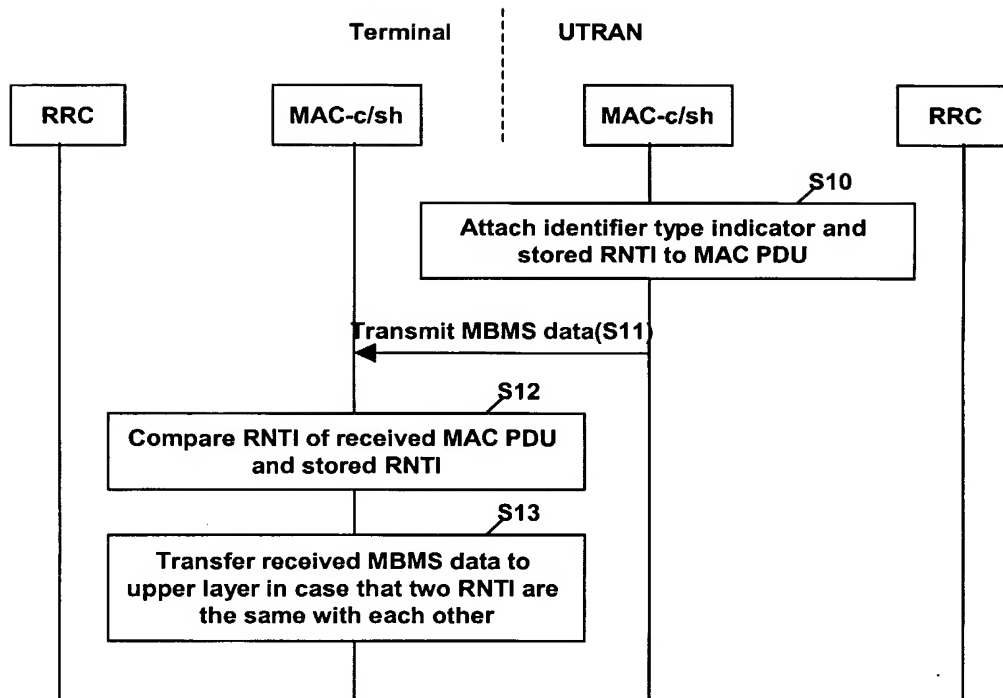 Terminal UTRAN
RRC MAC-c/sh MAC-c/sh RRC
S10
Attach identifier type indicator and
stored RNTI to MAC PDU
Transmit MBMS data(S11)
S12
Compare RNTI of received MAC PDU
and stored RNTI
S13
Transfer received MBMS data to
upper layer in case that two RNTI are
the same with each other